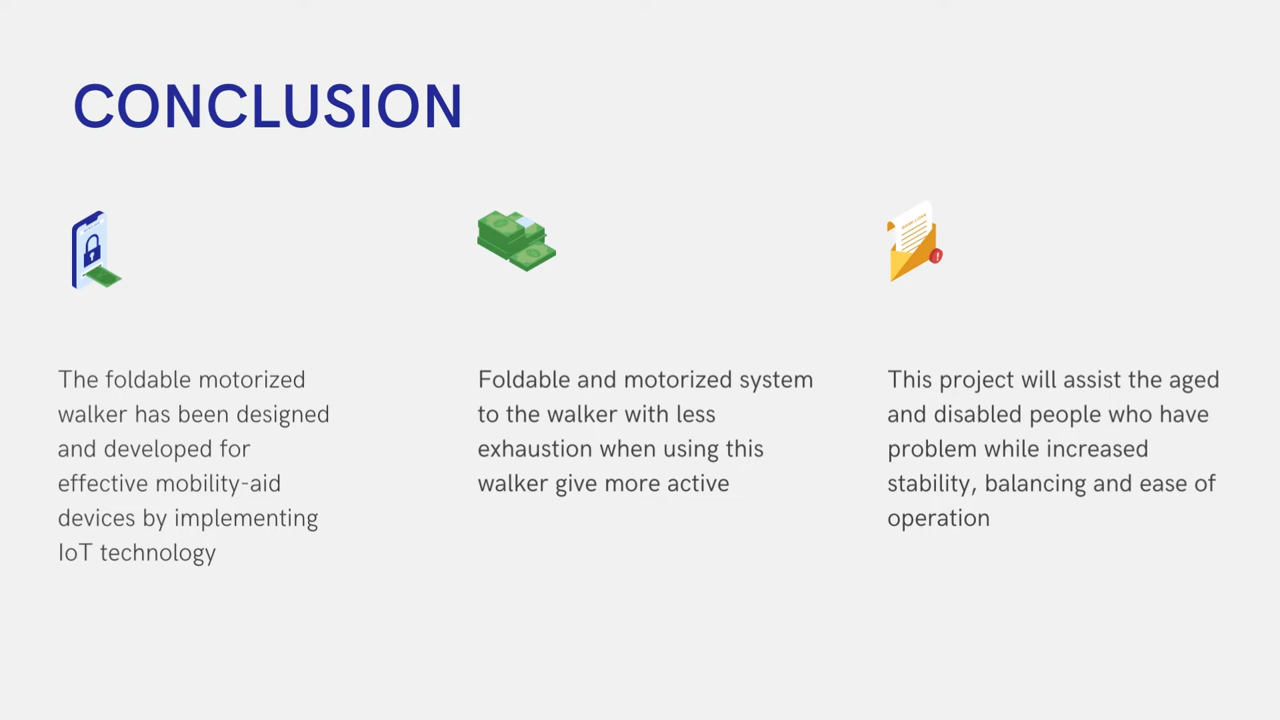 CONCLUSION
The foldable motorized
walker has been designed
and developed for
effective mobility-aid
devices by implementing
IoT technology
Foldable and motorized system
to the walker with less
exhaustion when using this
walker give more active
This project will assist the aged
and disabled people who have
problem while increased
stability, balancing and ease of
operation